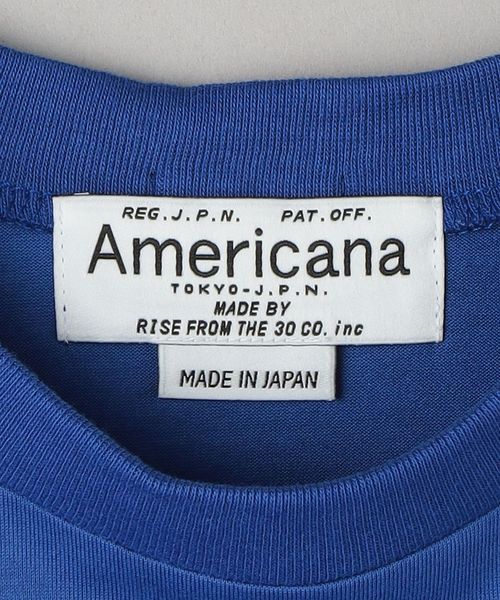 REG.J.P.N. PAT.OFF.
Americana
TOKYO-J.P.N.
MADE BY
RISE FROM THE 30 CO. inc
MADE IN JAPAN